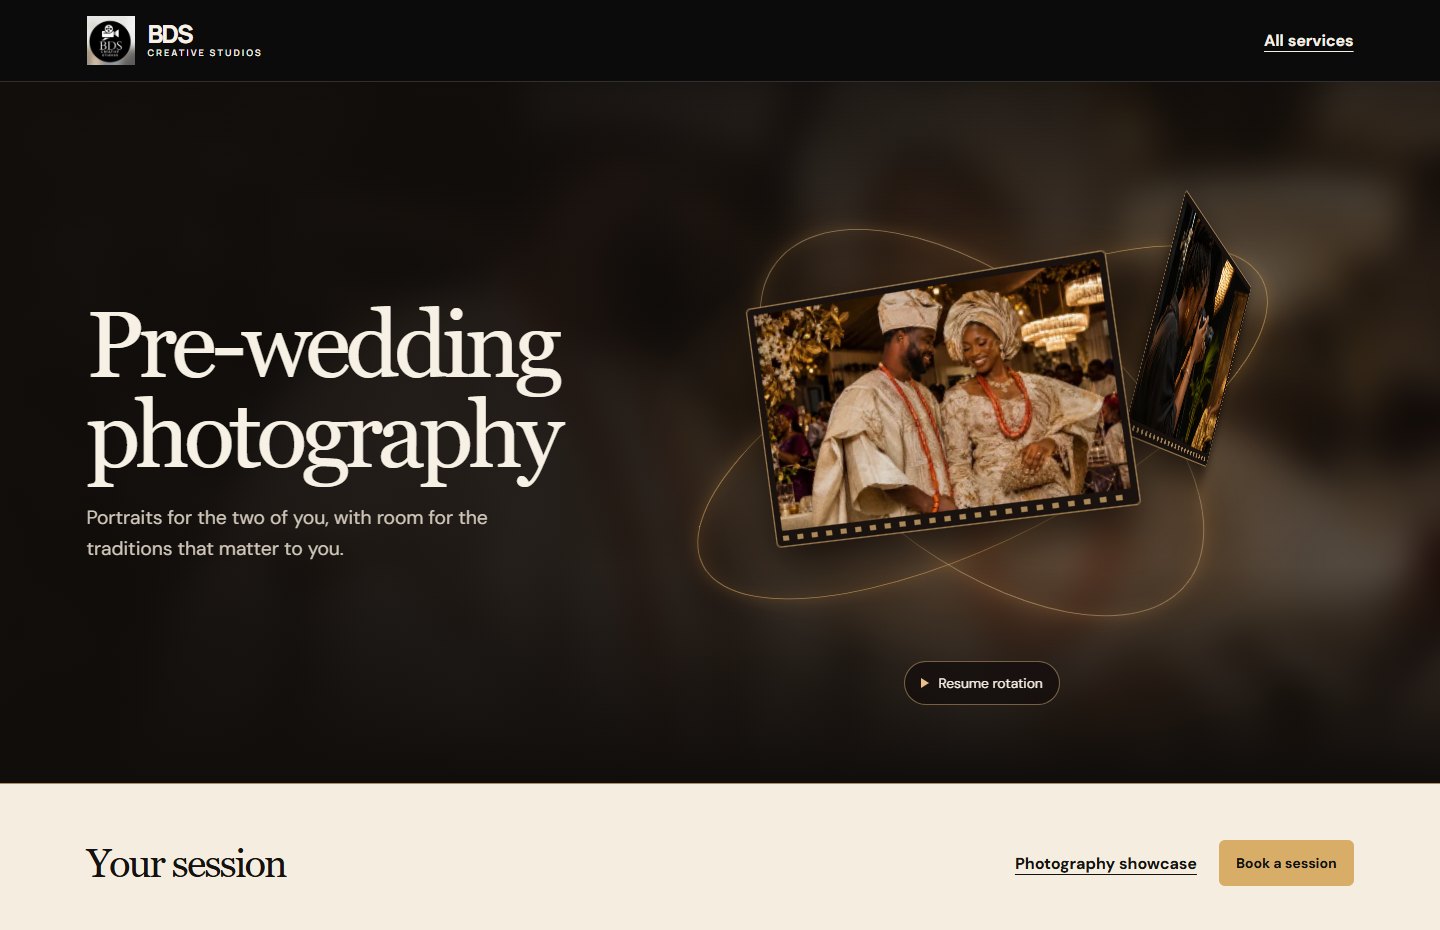 BDS
BDS
CREATIVE STUDIOS
All services
Pre-wedding
photography
Portraits for the two of you, with room for the
traditions that matter to you.
Resume rotation
Your session
Photography showcase
Book a session